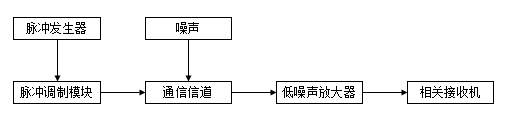 脉冲发生器
噪声
脉冲调制模块
通信信道
低噪声放大器
相关接收机